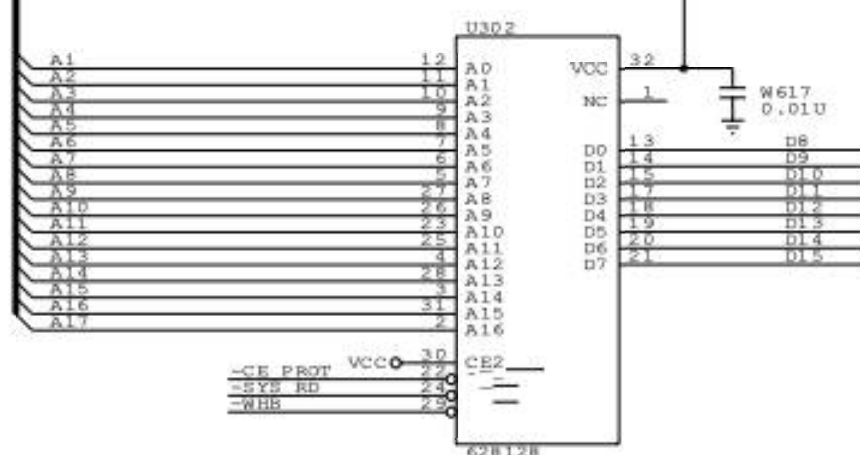 U302
A1 12 A0 VCC 32
A2 11 A1
A3 10 A2 NC 1 W617
A4 9 A3 0.01U
A5 8 A4
A6 7 A5 D0 13 D8
A7 6 A6 D1 14 D9
A8 5 A7 D2 15 D10
A9 27 A8 D3 17 D11
A10 26 A9 D4 18 D12
A11 23 A10 D5 19 D13
A12 25 A11 D6 20 D14
A13 4 A12 D7 21 D15
A14 28 A13
A15 3 A14
A16 31 A15
A17 2 A16
VCC 30 CE2
-CE PROT 22
-SYS RD 24
-WHB 29
628128